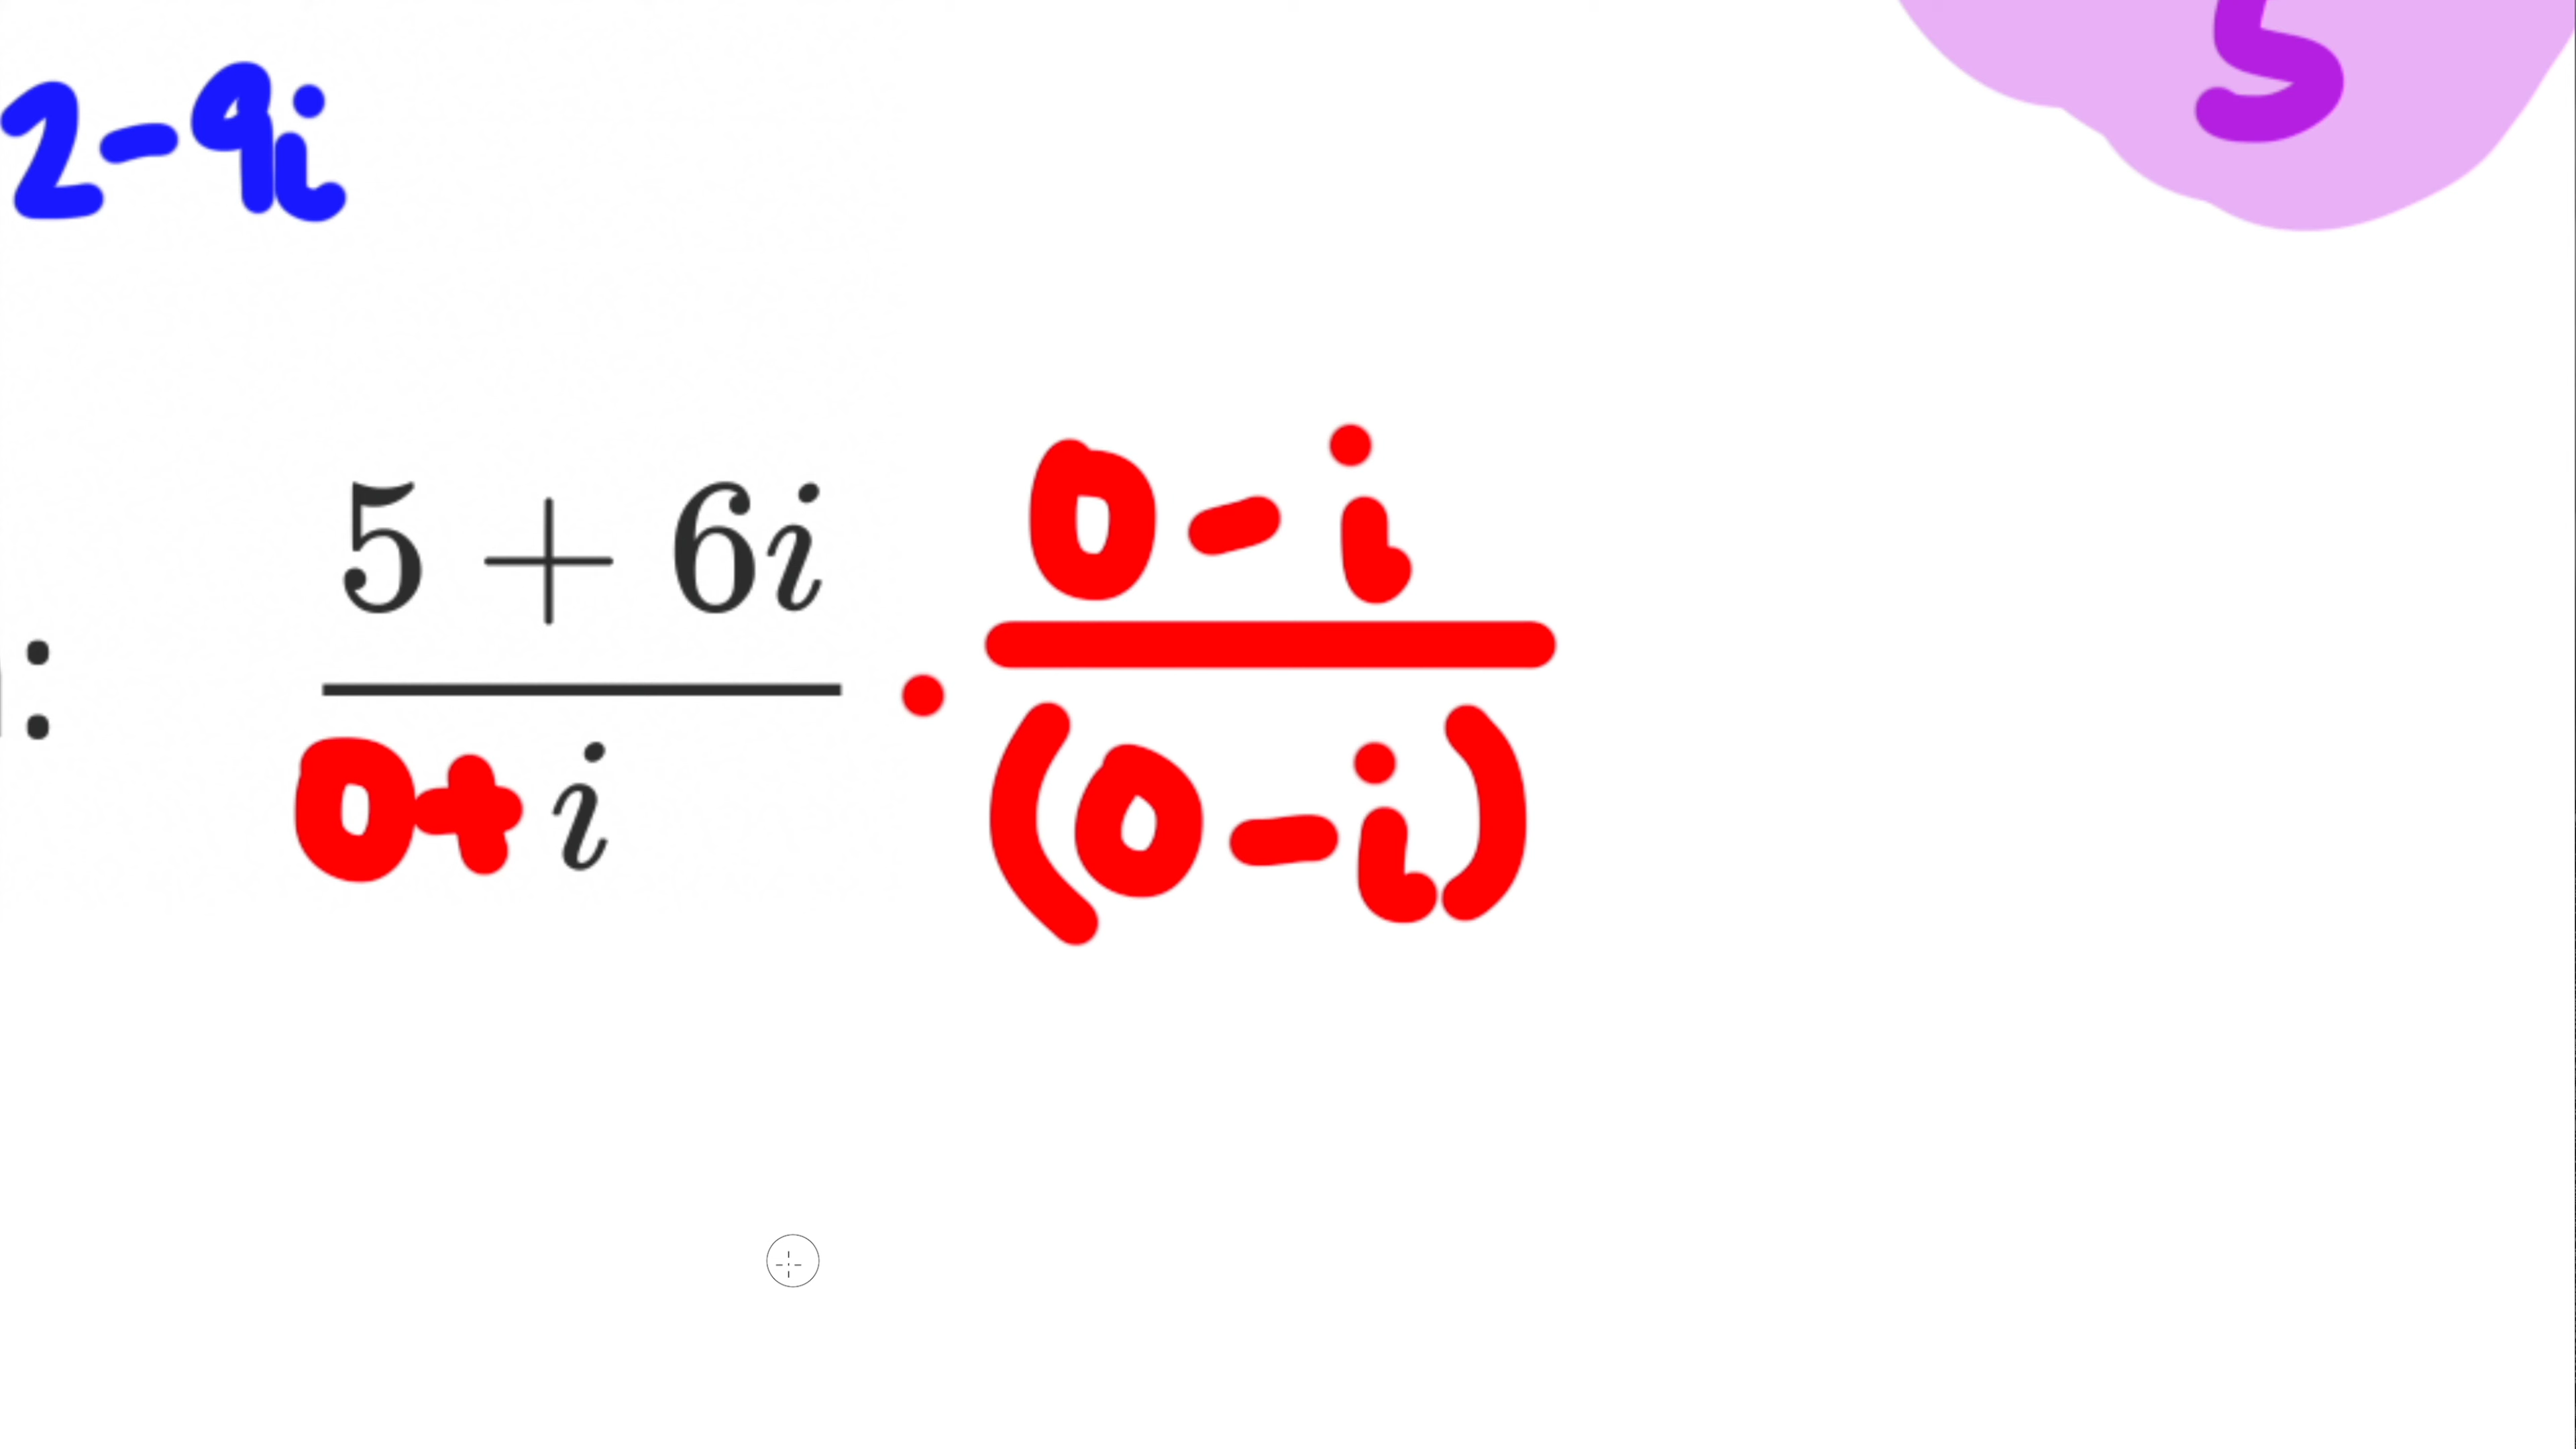 5
2-9i
5 + 6i · 0 - i
:
0+ i (0 - i)